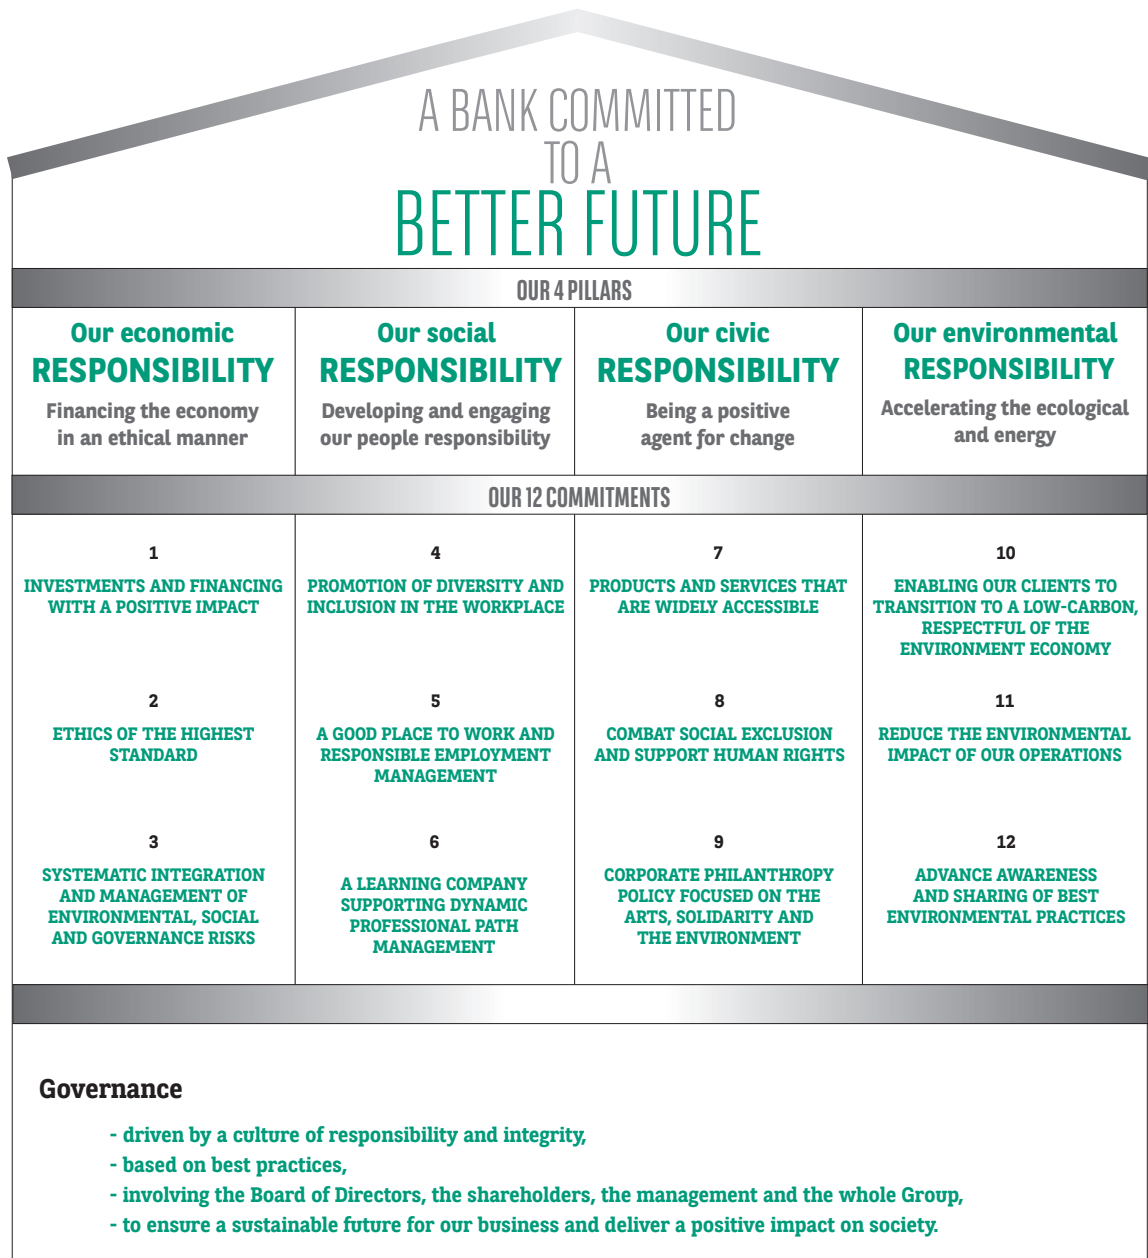 A BANK COMMITTED
TO A
BETTER FUTURE
OUR 4 PILLARS
Our economic
RESPONSIBILITY
Financing the economy
in an ethical manner
Our social
RESPONSIBILITY
Developing and engaging
our people responsibility
Our civic
RESPONSIBILITY
Being a positive
agent for change
Our environmental
RESPONSIBILITY
Accelerating the ecological
and energy
OUR 12 COMMITMENTS
1
INVESTMENTS AND FINANCING
WITH A POSITIVE IMPACT
2
ETHICS OF THE HIGHEST
STANDARD
3
SYSTEMATIC INTEGRATION
AND MANAGEMENT OF
ENVIRONMENTAL, SOCIAL
AND GOVERNANCE RISKS
4
PROMOTION OF DIVERSITY AND
INCLUSION IN THE WORKPLACE
5
A GOOD PLACE TO WORK AND
RESPONSIBLE EMPLOYMENT
MANAGEMENT
6
A LEARNING COMPANY
SUPPORTING DYNAMIC
PROFESSIONAL PATH
MANAGEMENT
7
PRODUCTS AND SERVICES THAT
ARE WIDELY ACCESSIBLE
8
COMBAT SOCIAL EXCLUSION
AND SUPPORT HUMAN RIGHTS
9
CORPORATE PHILANTHROPY
POLICY FOCUSED ON THE
ARTS, SOLIDARITY AND
THE ENVIRONMENT
10
ENABLING OUR CLIENTS TO
TRANSITION TO A LOW-CARBON,
RESPECTFUL OF THE
ENVIRONMENT ECONOMY
11
REDUCE THE ENVIRONMENTAL
IMPACT OF OUR OPERATIONS
12
ADVANCE AWARENESS
AND SHARING OF BEST
ENVIRONMENTAL PRACTICES
Governance
- driven by a culture of responsibility and integrity,
- based on best practices,
- involving the Board of Directors, the shareholders, the management and the whole Group,
- to ensure a sustainable future for our business and deliver a positive impact on society.